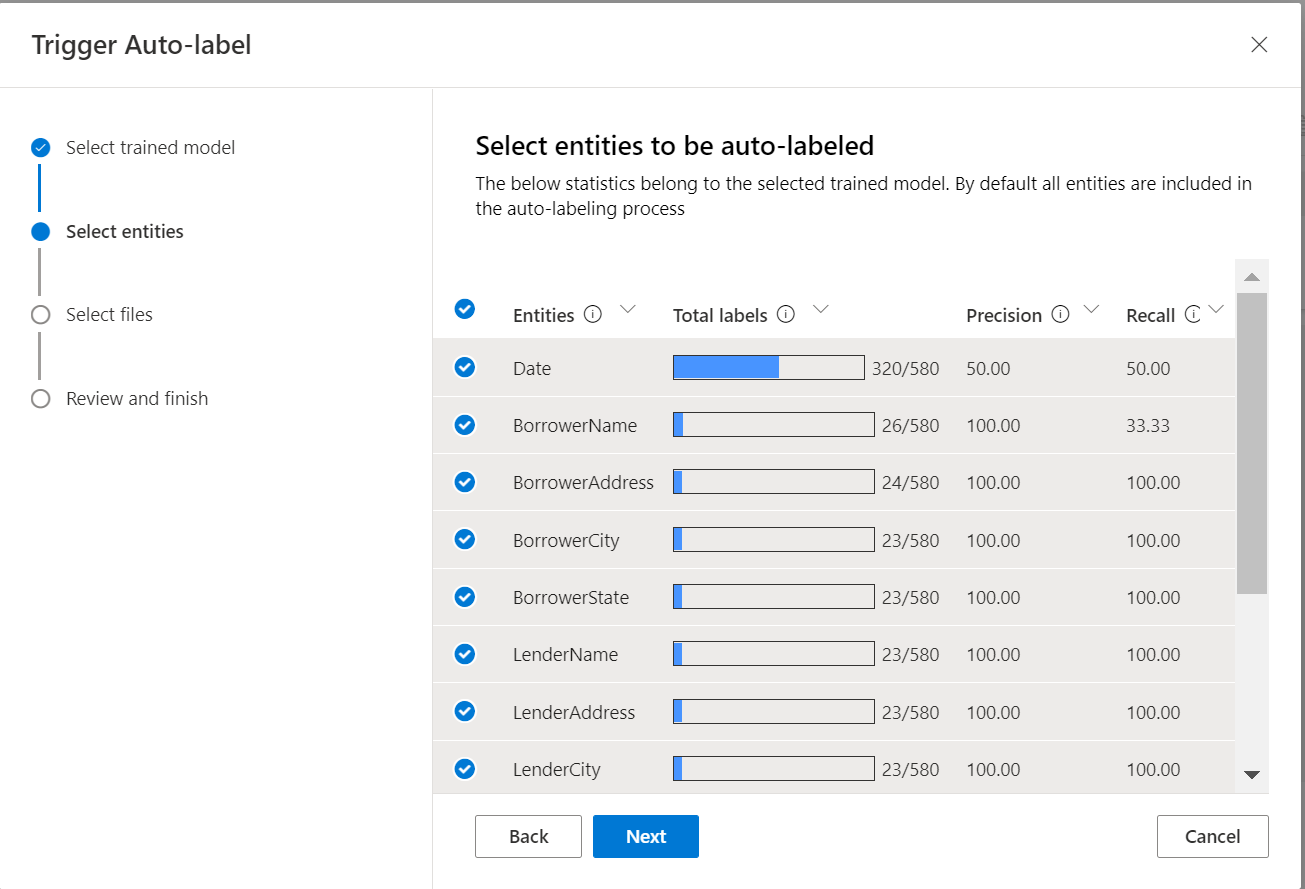 Trigger Auto-label
Select trained model
Select entities
Select files
Review and finish
Select entities to be auto-labeled
The below statistics belong to the selected trained model. By default all entities are included in
the auto-labeling process
Entities Total labels Precision Recall
Date 320/580 50.00 50.00
BorrowerName 26/580 100.00 33.33
BorrowerAddress 24/580 100.00 100.00
BorrowerCity 23/580 100.00 100.00
BorrowerState 23/580 100.00 100.00
LenderName 23/580 100.00 100.00
LenderAddress 23/580 100.00 100.00
LenderCity 23/580 100.00 100.00
Back Next Cancel